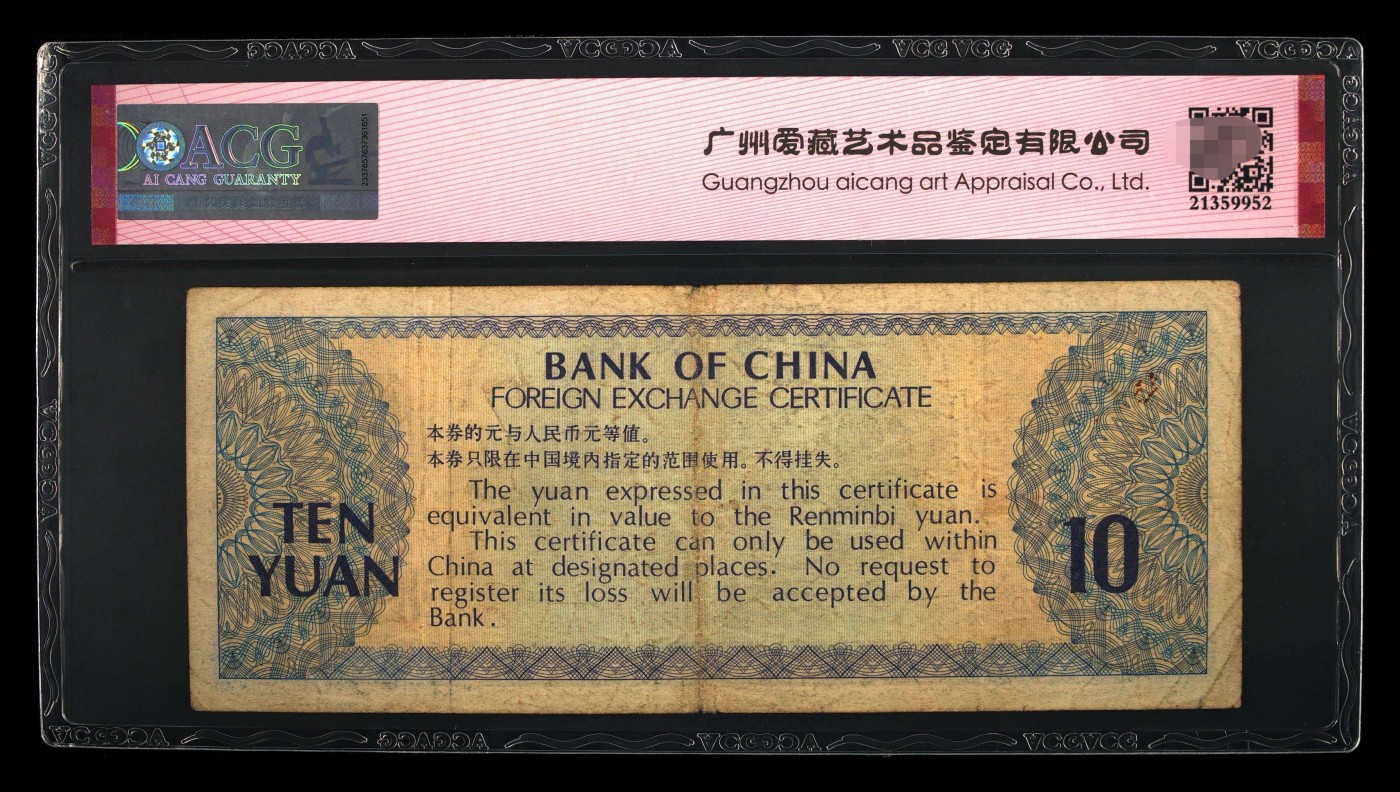 ACG
AI CANG GUARANTY
广州爱藏艺术品鉴定有限公司
Guangzhou aicang art Appraisal Co., Ltd.
21359952
BANK OF CHINA
FOREIGN EXCHANGE CERTIFICATE
本券的元与人民币元等值。
本券只限在中国境内指定的范围使用。不得挂失。
The yuan expressed in this certificate is
equivalent in value to the Renminbi yuan.
This certificate can only be used within
China at designated places. No request to
register its loss will be accepted by the
Bank.
TEN
YUAN
10